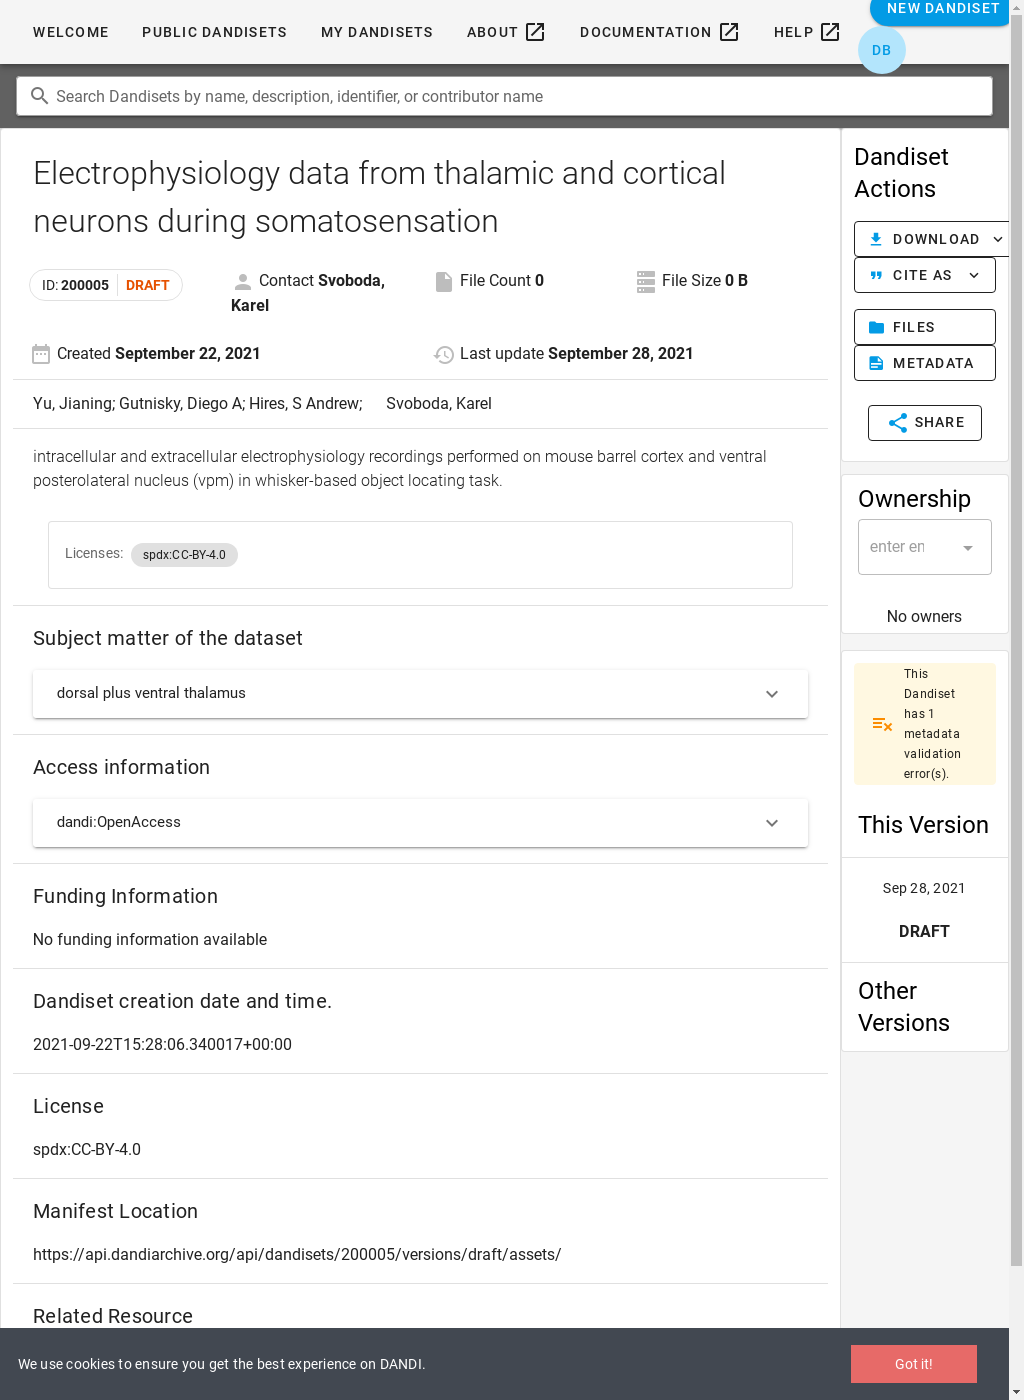 WELCOME PUBLIC DANDISETS MY DANDISETS ABOUT DOCUMENTATION HELP NEW DANDISET
DB
Search Dandisets by name, description, identifier, or contributor name
Electrophysiology data from thalamic and cortical
neurons during somatosensation
ID: 200005 DRAFT
Contact Svoboda,
Karel
File Count 0
File Size 0 B
Created September 22, 2021
Last update September 28, 2021
Yu, Jianing; Gutnisky, Diego A; Hires, S Andrew; Svoboda, Karel
intracellular and extracellular electrophysiology recordings performed on mouse barrel cortex and ventral
posterolateral nucleus (vpm) in whisker-based object locating task.
Licenses: spdx:CC-BY-4.0
Subject matter of the dataset
dorsal plus ventral thalamus
Access information
dandi:OpenAccess
Funding Information
No funding information available
Dandiset creation date and time.
2021-09-22T15:28:06.340017+00:00
License
spdx:CC-BY-4.0
Manifest Location
https://api.dandiarchive.org/api/dandisets/200005/versions/draft/assets/
Related Resource
Dandiset
Actions
DOWNLOAD
CITE AS
FILES
METADATA
SHARE
Ownership
enter en
No owners
This
Dandiset
has 1
metadata
validation
error(s).
This Version
Sep 28, 2021
DRAFT
Other
Versions
We use cookies to ensure you get the best experience on DANDI.
Got it!